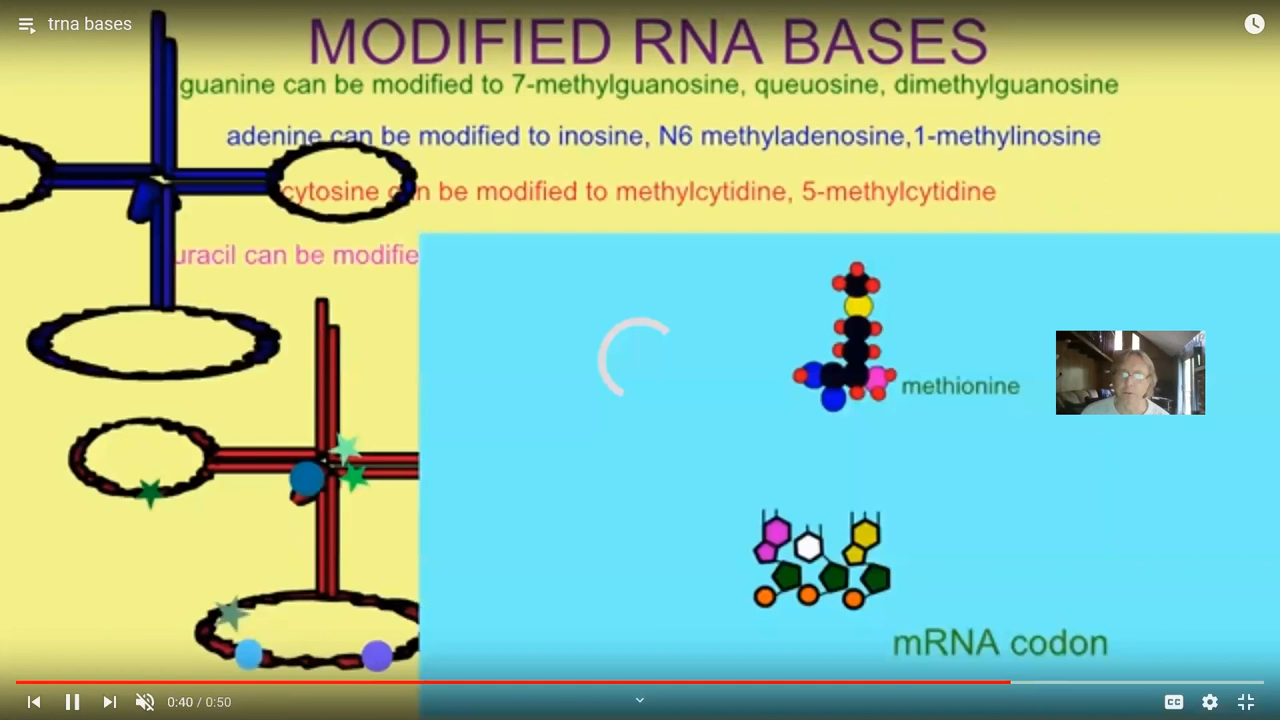 trna bases
MODIFIED RNA BASES
guanine can be modified to 7-methylguanosine, queuosine, dimethylguanosine
adenine can be modified to inosine, N6 methyladenosine,1-methylinosine
cytosine can be modified to methylcytidine, 5-methylcytidine
uracil can be modifie
methionine
mRNA codon
0:40 / 0:50
CC